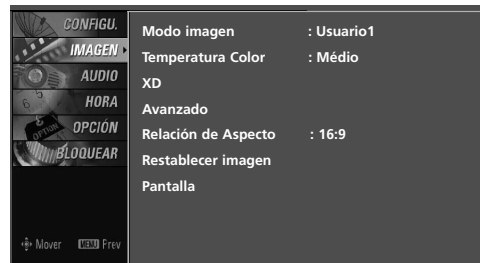 CONFIGU.
IMAGEN
AUDIO
HORA
OPCIÓN
BLOQUEAR
Mover MENU Prev
Modo imagen : Usuario1
Temperatura Color : Médio
XD
Avanzado
Relación de Aspecto : 16:9
Restablecer imagen
Pantalla